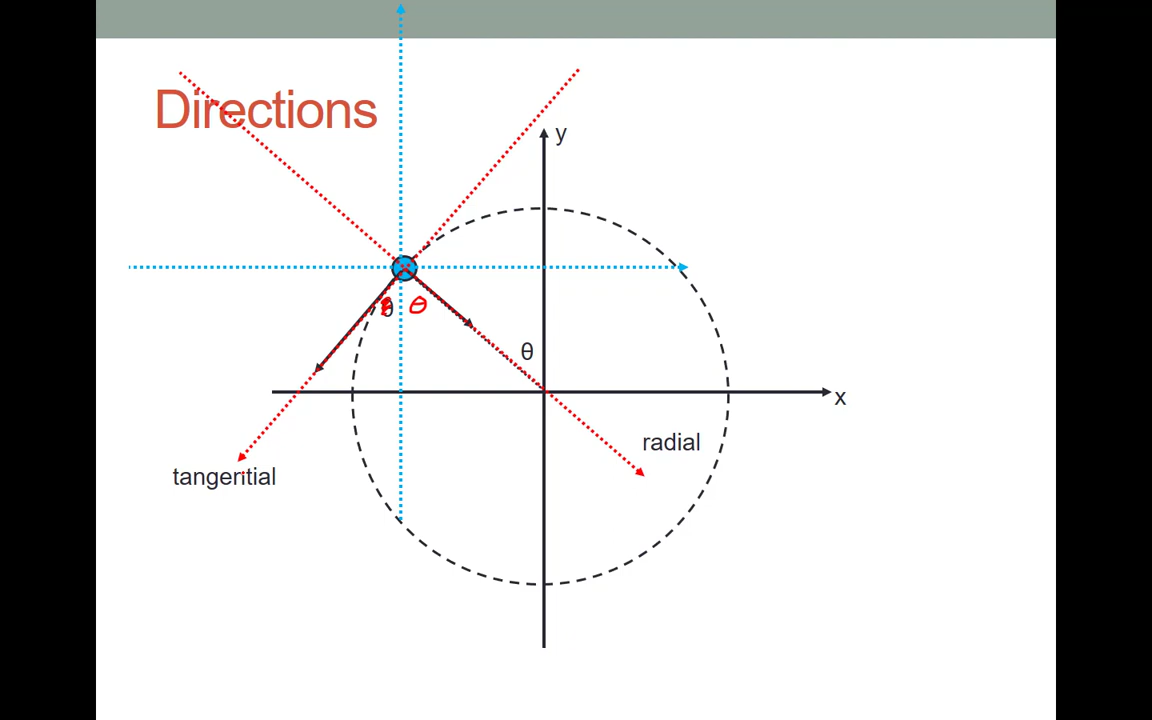 Directions
y
θ
θ
θ
x
radial
tangential